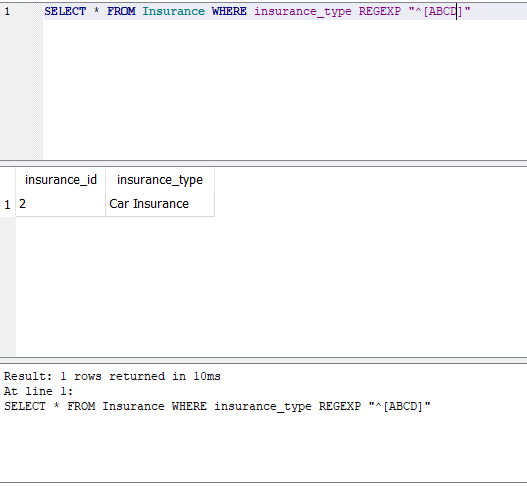 1 SELECT * FROM Insurance WHERE insurance_type REGEXP "^[ABCD]"
insurance_id insurance_type
1 2 Car Insurance
Result: 1 rows returned in 10ms
At line 1:
SELECT * FROM Insurance WHERE insurance_type REGEXP "^[ABCD]"